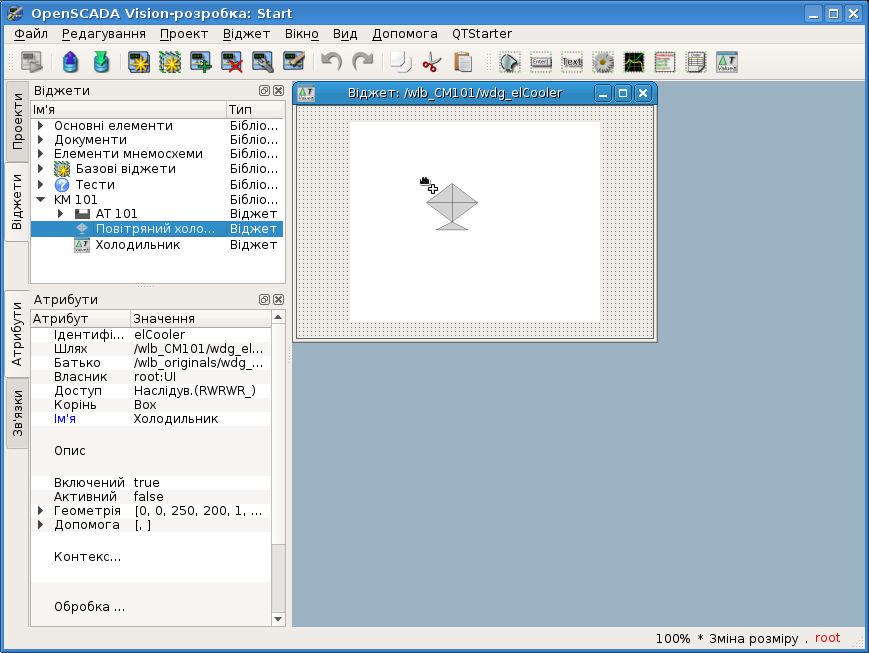 OpenSCADA Vision-розробка: Start
Файл Редагування Проект Віджет Вікно Вид Допомога QTStarter
Проекти
Віджети
Віджети
Ім'я Тип
Основні елементи Бібліо...
Документи Бібліо...
Елементи мнемосхеми Бібліо...
Базові віджети Бібліо...
Тести Бібліо...
КМ 101 Бібліо...
АТ 101 Віджет
Повітряний холо... Віджет
Холодильник Віджет
Атрибути
Зв'язки
Атрибути
Атрибут Значення
Ідентифі... elCooler
Шлях /wlb_CM101/wdg_el...
Батько /wlb_originals/wdg_...
Власник root:UI
Доступ Наслідув.(RWRWR_)
Корінь Box
Ім'я Холодильник
Опис
Включений true
Активний false
Геометрія [0, 0, 250, 200, 1, ...
Допомога [, ]
Контекс...
Обробка ...
Віджет: /wlb_CM101/wdg_elCooler
100% * Зміна розміру . root